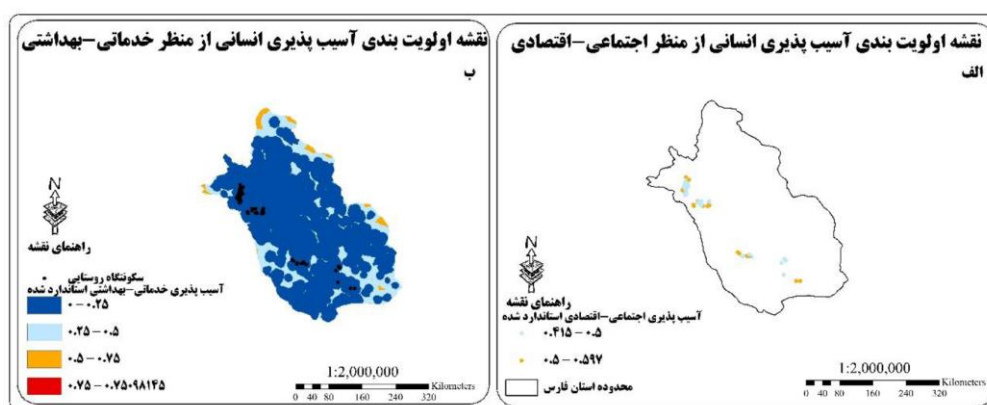 نقشه اولویت بندی آسیب پذیری انسانی از منظر اجتماعی-اقتصادی
الف
N
راهنمای نقشه
آسیب پذیری اجتماعی-اقتصادی استاندارد شده
۰.۴۱۵ – ۰.۵
۰.۵ – ۰.۵۹۷
محدوده استان فارس
1:2,000,000
Kilometers
0 40 80 160 240 320
نقشه اولویت بندی آسیب پذیری انسانی از منظر خدماتی-بهداشتی
ب
N
راهنمای نقشه
سکونتگاه روستایی
آسیب پذیری خدماتی-بهداشتی استاندارد شده
۰ – ۰.۲۵
۰.۲۵ – ۰.۵
۰.۵ – ۰.۷۵
۰.۷۵ – ۰.۷۵۰۹۸۱۴۵
1:2,000,000
Kilometers
0 40 80 160 240 320